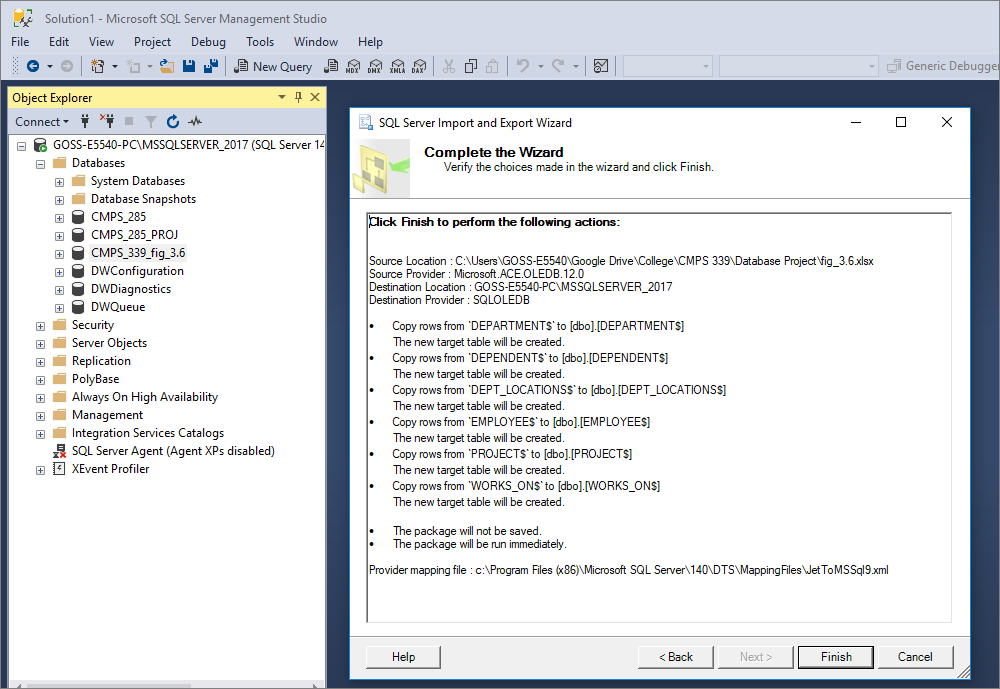 Solution1 - Microsoft SQL Server Management Studio
File Edit View Project Debug Tools Window Help
New Query MDX DMX XMLA DAX Generic Debugger
Object Explorer
Connect
GOSS-E5540-PC\MSSQLSERVER_2017 (SQL Server 14
Databases
System Databases
Database Snapshots
CMPS_285
CMPS_285_PROJ
CMPS_339_fig_3.6
DWConfiguration
DWDiagnostics
DWQueue
Security
Server Objects
Replication
PolyBase
Always On High Availability
Management
Integration Services Catalogs
SQL Server Agent (Agent XPs disabled)
XEvent Profiler
SQL Server Import and Export Wizard
Complete the Wizard
Verify the choices made in the wizard and click Finish.
Click Finish to perform the following actions:
Source Location : C:\Users\GOSS-E5540\Google Drive\College\CMPS 339\Database Project\fig_3.6.xlsx
Source Provider : Microsoft.ACE.OLEDB.12.0
Destination Location : GOSS-E5540-PC\MSSQLSERVER_2017
Destination Provider : SQLOLEDB
• Copy rows from `DEPARTMENT$` to [dbo].[DEPARTMENT$]
The new target table will be created.
• Copy rows from `DEPENDENT$` to [dbo].[DEPENDENT$]
The new target table will be created.
• Copy rows from `DEPT_LOCATIONS$` to [dbo].[DEPT_LOCATIONS$]
The new target table will be created.
• Copy rows from `EMPLOYEE$` to [dbo].[EMPLOYEE$]
The new target table will be created.
• Copy rows from `PROJECT$` to [dbo].[PROJECT$]
The new target table will be created.
• Copy rows from `WORKS_ON$` to [dbo].[WORKS_ON$]
The new target table will be created.
• The package will not be saved.
• The package will be run immediately.
Provider mapping file : c:\Program Files (x86)\Microsoft SQL Server\140\DTS\MappingFiles\JetToMSSql9.xml
Help < Back Next > Finish Cancel